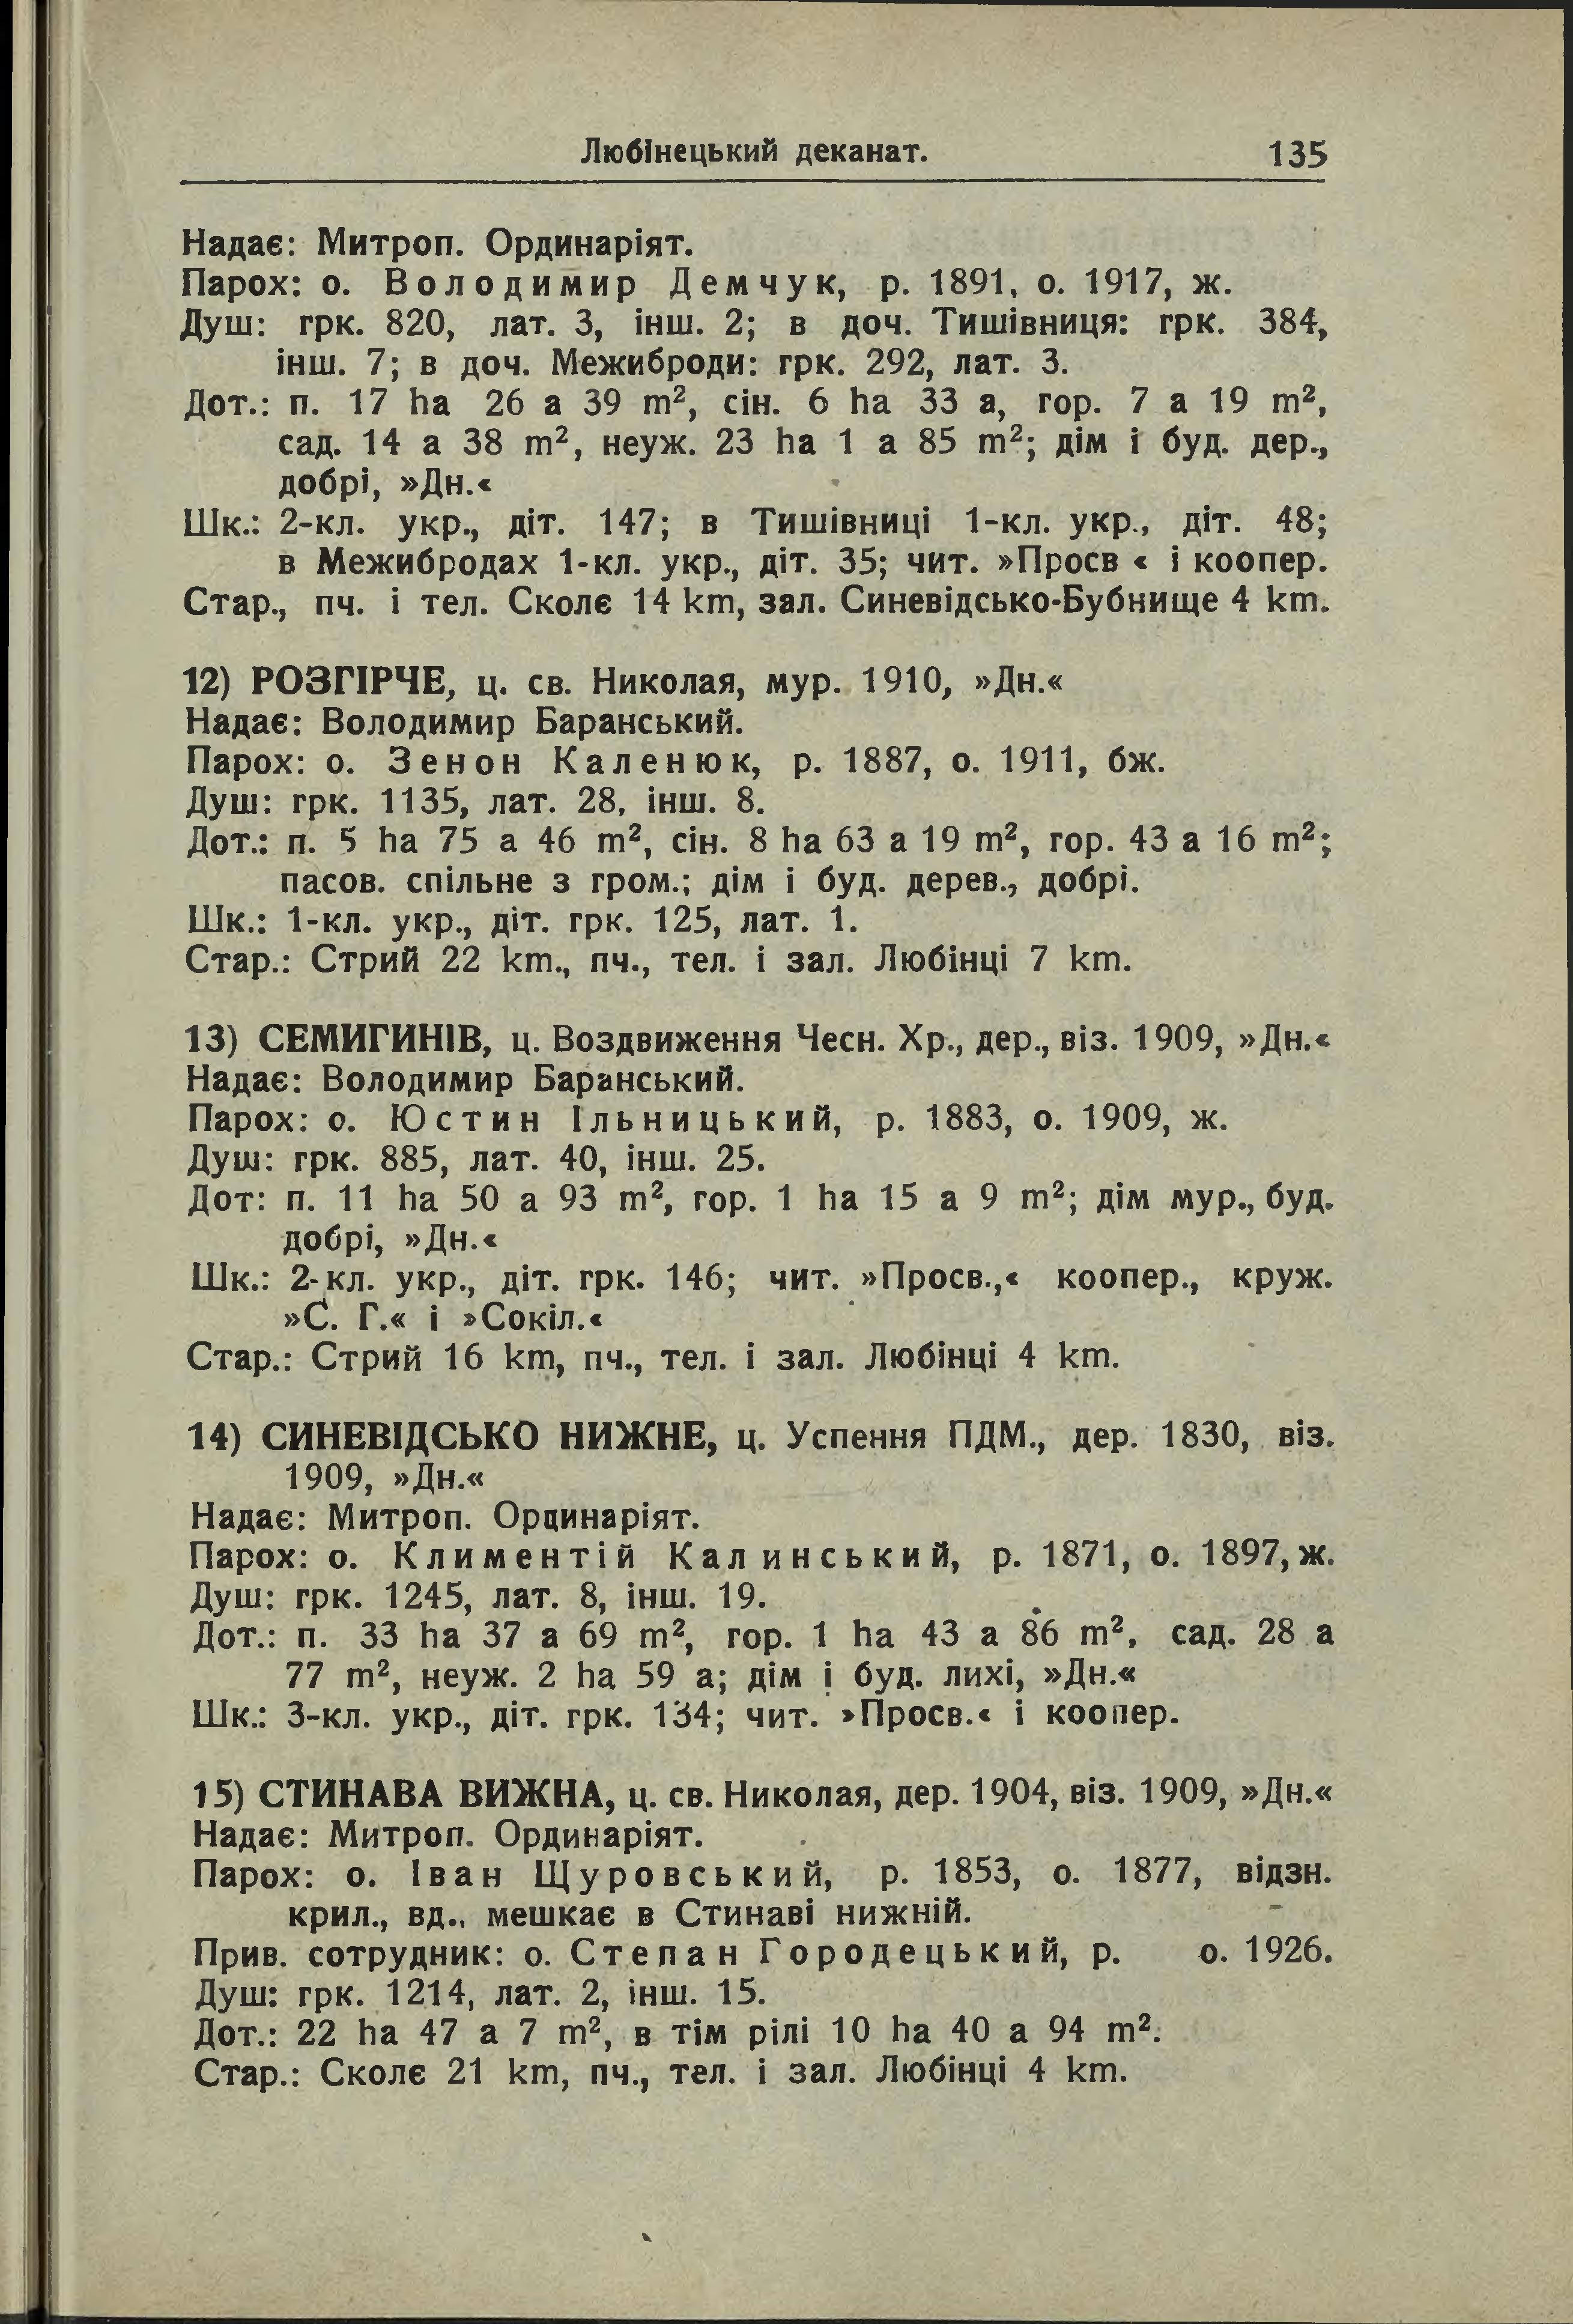 Любінецький деканат. 135
Надає: Митроп. Ординаріят.
Парох: о. Володимир Демчук, р. 1891, о. 1917, ж.
Душ: грк. 820, лат. 3, інш. 2; в доч. Тишівниця: грк. 384,
інш. 7; в доч. Межиброди: грк. 292, лат. 3.
Дот.: п. 17 ha 26 a 39 m², сін. 6 ha 33 a, гор. 7 a 19 m²,
сад. 14 a 38 m², неуж. 23 ha 1 a 85 m²; дім і буд. дер.,
добрі, »Дн.«
Шк.: 2-кл. укр., діт. 147; в Тишівниці 1-кл. укр., діт. 48;
в Межибродах 1-кл. укр., діт. 35; чит. »Просв « і коопер.
Стар., пч. і тел. Сколє 14 km, зал. Синевідсько-Бубнище 4 km.
12) РОЗГІРЧЕ, ц. св. Николая, мур. 1910, »Дн.«
Надає: Володимир Баранський.
Парох: о. Зенон Каленюк, р. 1887, о. 1911, бж.
Душ: грк. 1135, лат. 28, інш. 8.
Дот.: п. 5 ha 75 a 46 m², сін. 8 ha 63 a 19 m², гор. 43 a 16 m²;
пасов. спільне з гром.; дім і буд. дерев., добрі.
Шк.: 1-кл. укр., діт. грк. 125, лат. 1.
Стар.: Стрий 22 km., пч., тел. і зал. Любінці 7 km.
13) СЕМИГИНІВ, ц. Воздвиження Чесн. Хр., дер., віз. 1909, »Дн.«
Надає: Володимир Баранський.
Парох: о. Юстин Ільницький, р. 1883, о. 1909, ж.
Душ: грк. 885, лат. 40, інш. 25.
Дот: п. 11 ha 50 a 93 m², гор. 1 ha 15 a 9 m²; дім мур., буд.
добрі, »Дн.«
Шк.: 2-кл. укр., діт. грк. 146; чит. »Просв.,« коопер., круж.
»С. Г.« і »Сокіл.«
Стар.: Стрий 16 km, пч., тел. і зал. Любінці 4 km.
14) СИНЕВІДСЬКО НИЖНЕ, ц. Успення ПДМ., дер. 1830, віз.
1909, »Дн.«
Надає: Митроп. Ординаріят.
Парох: о. Климентій Калинський, р. 1871, о. 1897, ж.
Душ: грк. 1245, лат. 8, інш. 19.
Дот.: п. 33 ha 37 a 69 m², гор. 1 ha 43 a 86 m², сад. 28 a
77 m², неуж. 2 ha 59 a; дім і буд. лихі, »Дн.«
Шк.: 3-кл. укр., діт. грк. 134; чит. »Просв.« і коопер.
15) СТИНАВА ВИЖНА, ц. св. Николая, дер. 1904, віз. 1909, »Дн.«
Надає: Митроп. Ординаріят.
Парох: о. Іван Щуровський, р. 1853, о. 1877, відзн.
крил., вд., мешкає в Стинаві нижній.
Прив. сотрудник: о. Степан Городецький, р. о. 1926.
Душ: грк. 1214, лат. 2, інш. 15.
Дот.: 22 ha 47 a 7 m², в тім рілі 10 ha 40 a 94 m².
Стар.: Сколє 21 km, пч., тел. і зал. Любінці 4 km.